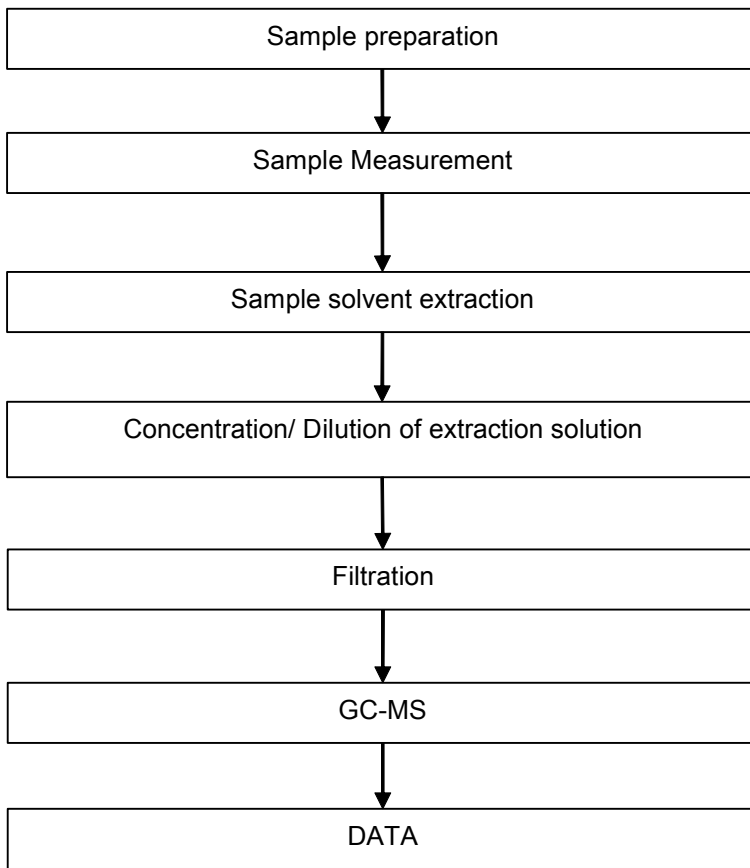 Sample preparation
Sample Measurement
Sample solvent extraction
Concentration/ Dilution of extraction solution
Filtration
GC-MS
DATA